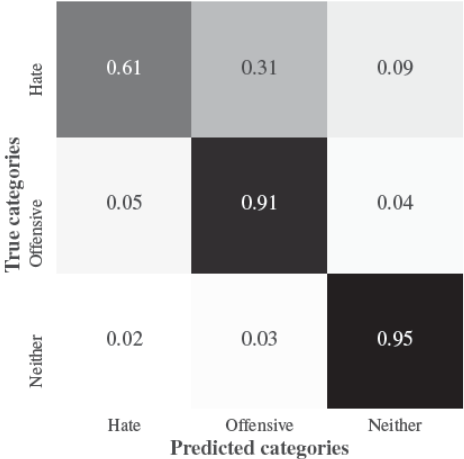 Hate 0.61 0.31 0.09
True categories
Offensive 0.05 0.91 0.04
Neither 0.02 0.03 0.95
Hate Offensive Neither
Predicted categories